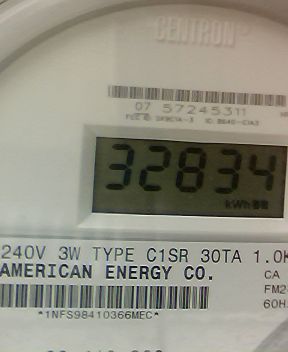 CENTRON
07 57245311
32834
kWh
240V 3W TYPE C1SR 30TA 1.0K
AMERICAN ENERGY CO.
CA
FM2
60H
*1NFS98410366MEC*